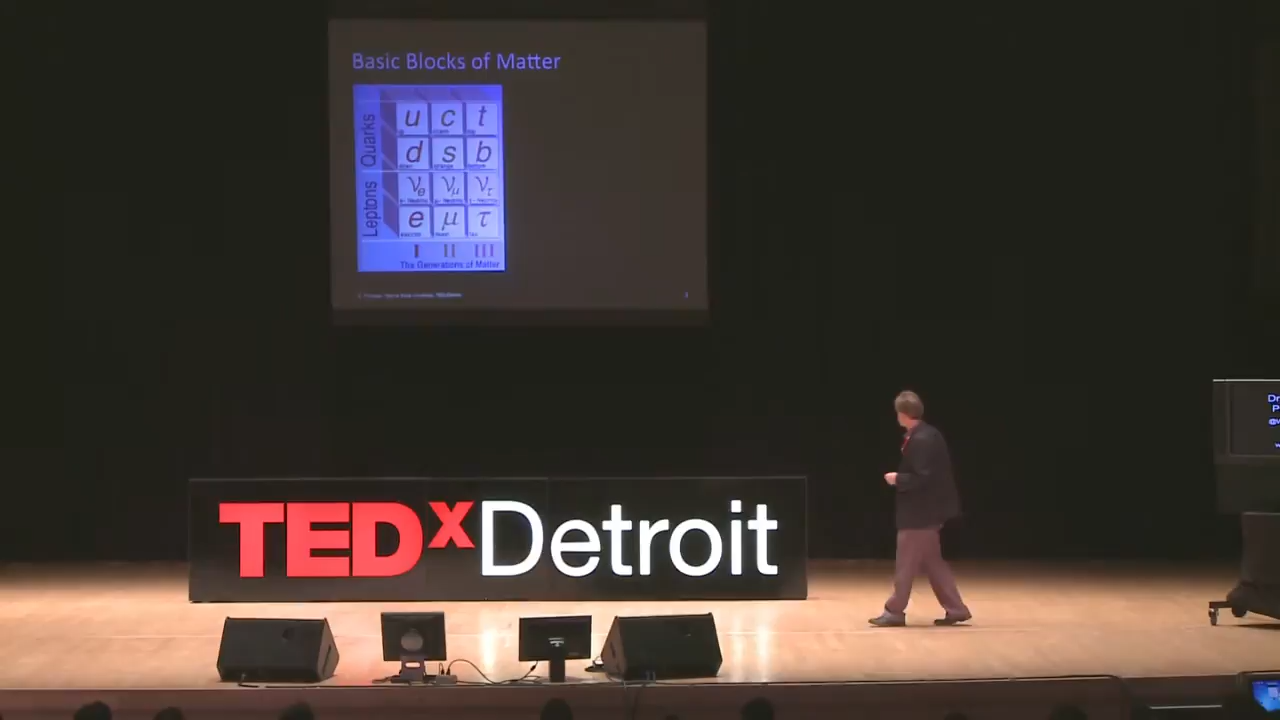 Basic Blocks of Matter
Quarks
u c t
d s b
Leptons
νe νμ ντ
e μ τ
I II III
The Generations of Matter
TEDxDetroit